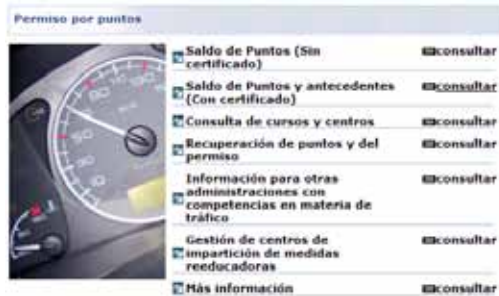 Permiso por puntos
Saldo de Puntos (Sin certificado) consultar
Saldo de Puntos y antecedentes (Con certificado) consultar
Consulta de cursos y centros consultar
Recuperación de puntos y del permiso consultar
Información para otras administraciones con competencias en materia de tráfico consultar
Gestión de centros de impartición de medidas reeducadoras consultar
Más información consultar